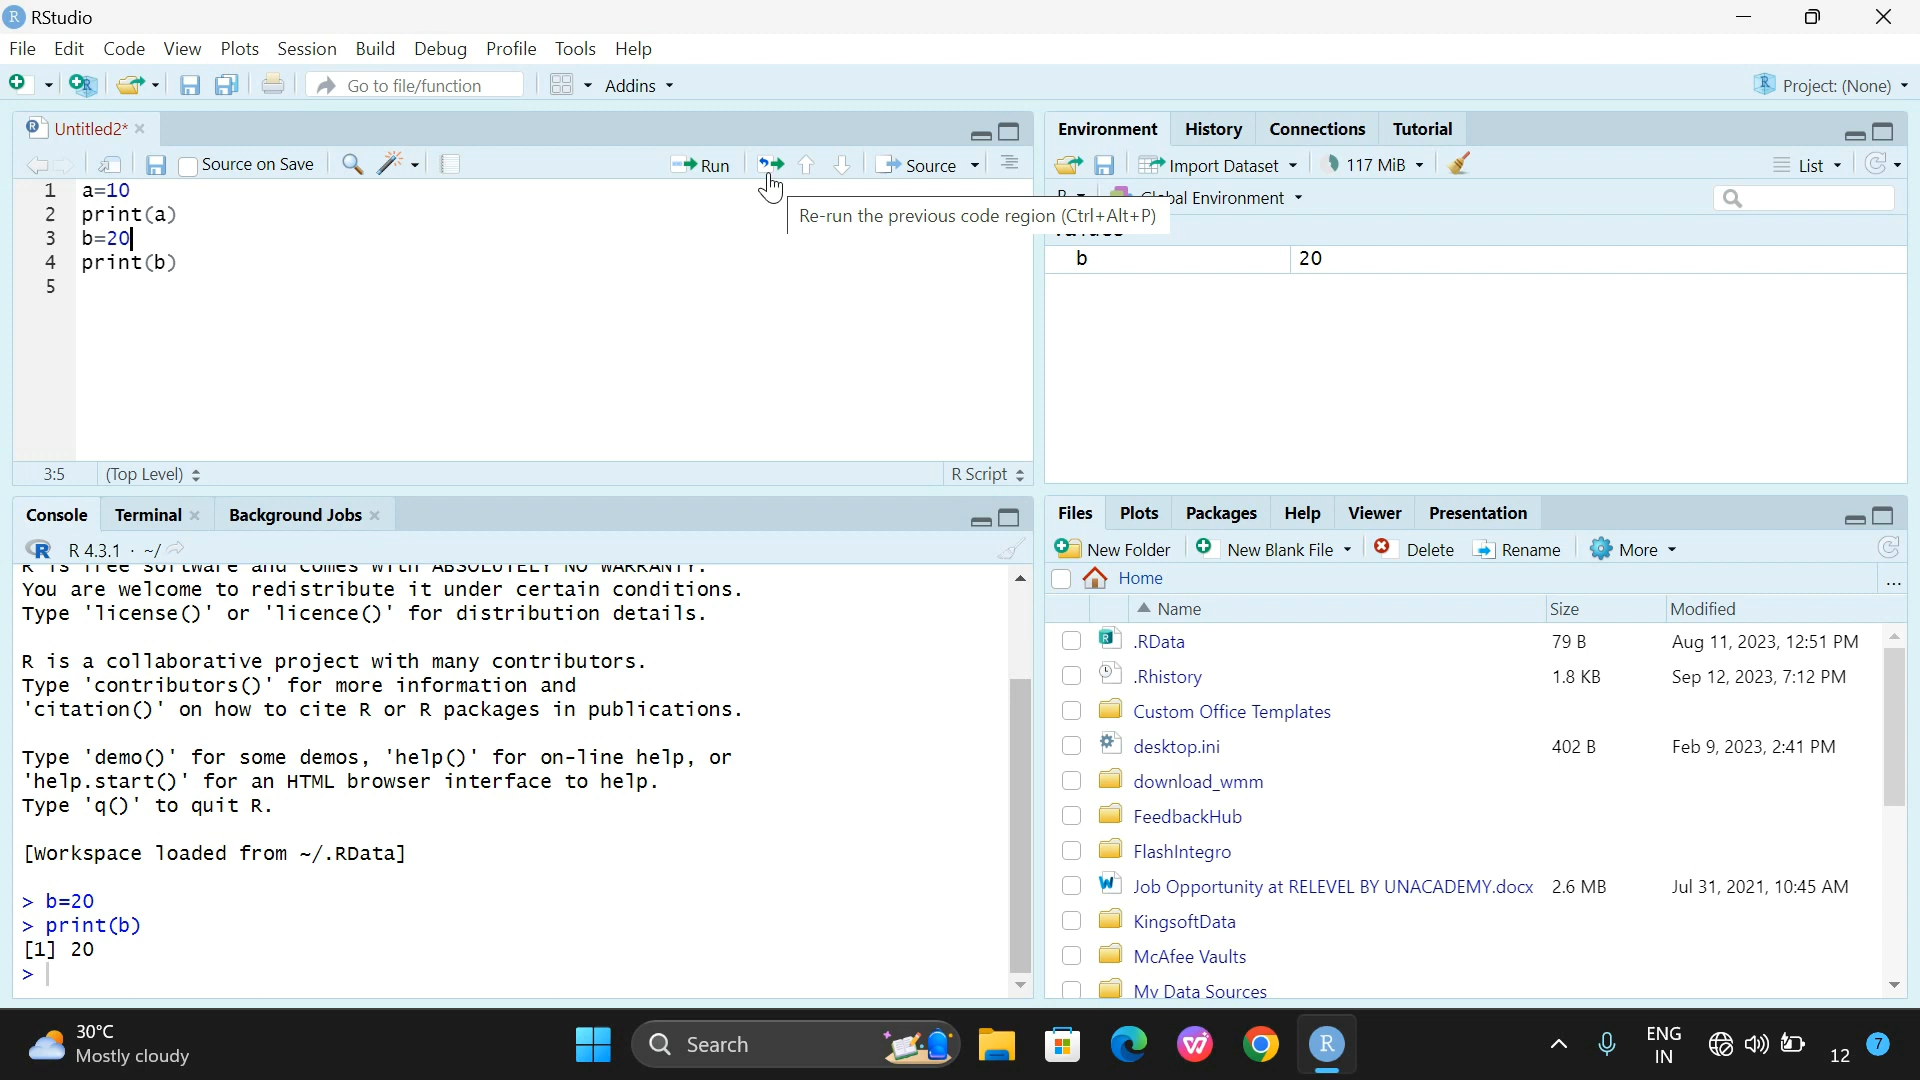 RStudio
File Edit Code View Plots Session Build Debug Profile Tools Help
Go to file/function Addins Project: (None)
Untitled2*
Source on Save Run Source
1 a=10
2 print(a)
3 b=20
4 print(b)
5
Re-run the previous code region (Ctrl+Alt+P)
3:5 (Top Level) R Script
Environment History Connections Tutorial
Import Dataset 117 MiB List
Environment
b 20
Console Terminal Background Jobs
R 4.3.1 · ~/
R is free software and comes with ABSOLUTELY NO WARRANTY.
You are welcome to redistribute it under certain conditions.
Type 'license()' or 'licence()' for distribution details.
R is a collaborative project with many contributors.
Type 'contributors()' for more information and
'citation()' on how to cite R or R packages in publications.
Type 'demo()' for some demos, 'help()' for on-line help, or
'help.start()' for an HTML browser interface to help.
Type 'q()' to quit R.
[Workspace loaded from ~/.RData]
> b=20
> print(b)
[1] 20
>
Files Plots Packages Help Viewer Presentation
New Folder New Blank File Delete Rename More
Home ...
Name Size Modified
.RData 79 B Aug 11, 2023, 12:51 PM
.Rhistory 1.8 KB Sep 12, 2023, 7:12 PM
Custom Office Templates
desktop.ini 402 B Feb 9, 2023, 2:41 PM
download_wmm
FeedbackHub
FlashIntegro
Job Opportunity at RELEVEL BY UNACADEMY.docx 2.6 MB Jul 31, 2021, 10:45 AM
KingsoftData
McAfee Vaults
My Data Sources
30°C
Mostly cloudy
Search
ENG
IN
12 7